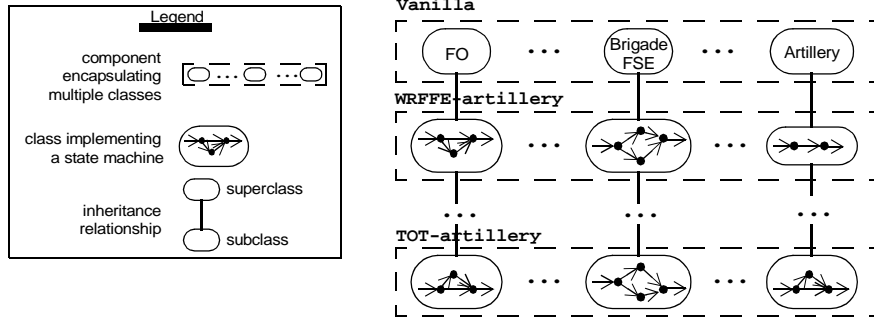 Legend
component
encapsulating
multiple classes
... ...
class implementing
a state machine
superclass
inheritance
relationship
subclass
Vanilla
FO ... Brigade FSE ... Artillery
WRFFE-artillery
... ...
... ... ...
TOT-artillery
... ...